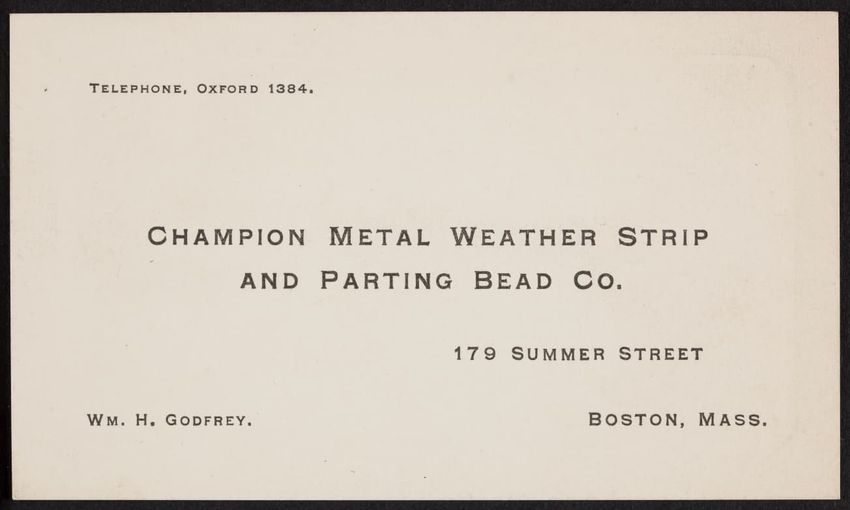 Telephone, Oxford 1384.
Champion Metal Weather Strip
and Parting Bead Co.
179 Summer Street
Wm. H. Godfrey.
Boston, Mass.